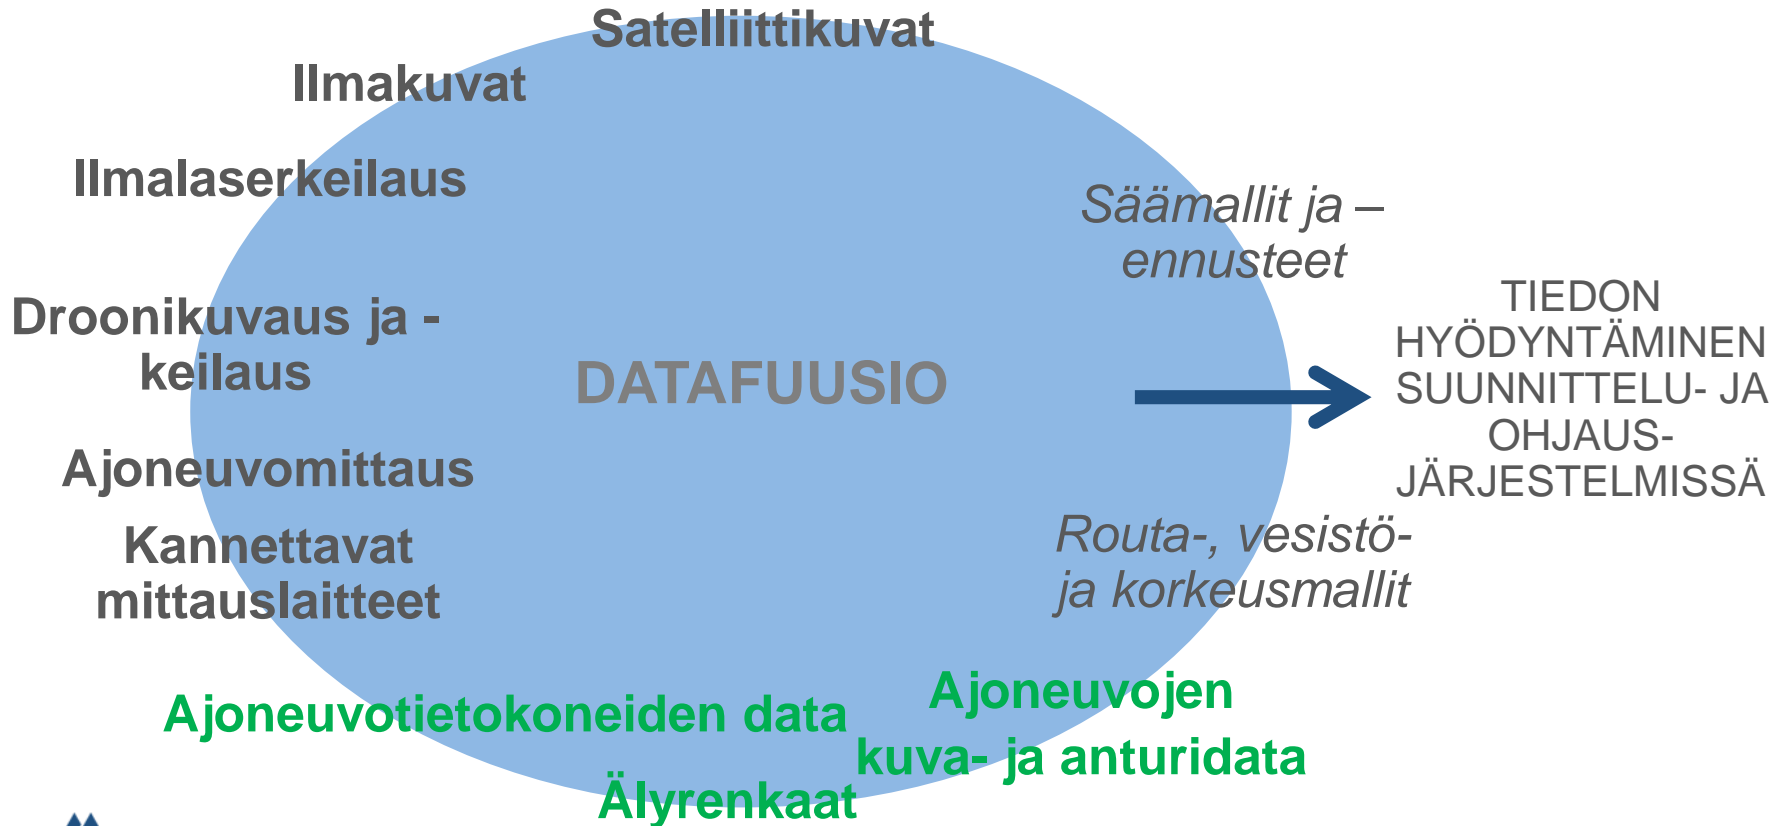 Satelliittikuvat
Ilmakuvat
Ilmalaserkeilaus
Droonikuvaus ja -
keilaus
Ajoneuvomittaus
Kannettavat
mittauslaitteet
DATAFUUSIO
Säämallit ja –
ennusteet
TIEDON
HYÖDYNTÄMINEN
SUUNNITTELU- JA
OHJAUS-
JÄRJESTELMISSÄ
Routa-, vesistö-
ja korkeusmallit
Ajoneuvotietokoneiden data
Ajoneuvojen
kuva- ja anturidata
Älyrenkaat